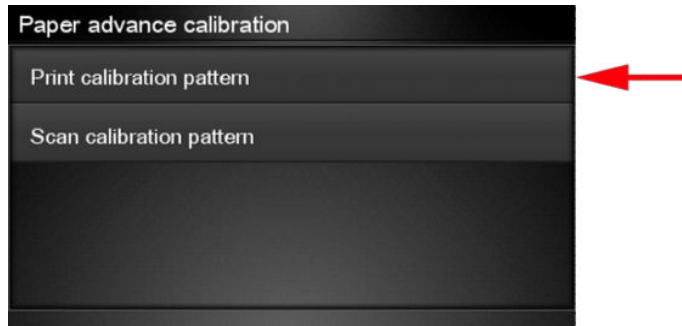 Paper advance calibration
Print calibration pattern
Scan calibration pattern